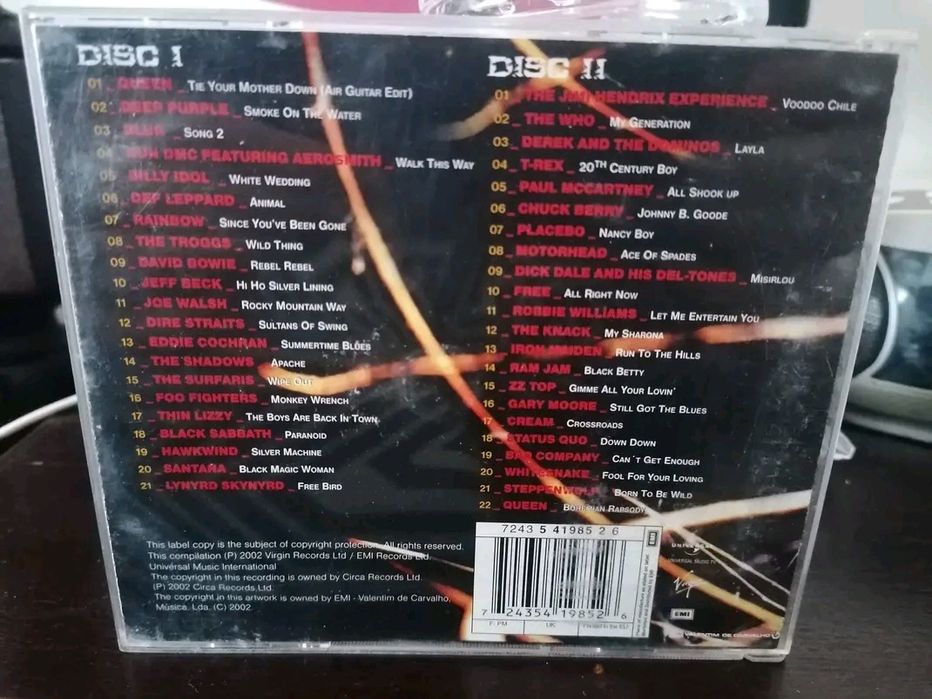 DISC I
01 _ QUEEN _ TIE YOUR MOTHER DOWN (AIR GUITAR EDIT)
02 _ DEEP PURPLE _ SMOKE ON THE WATER
03 _ BLUR _ SONG 2
04 _ RUN DMC FEATURING AEROSMITH _ WALK THIS WAY
05 _ BILLY IDOL _ WHITE WEDDING
06 _ DEF LEPPARD _ ANIMAL
07 _ RAINBOW _ SINCE YOU'VE BEEN GONE
08 _ THE TROGGS _ WILD THING
09 _ DAVID BOWIE _ REBEL REBEL
10 _ JEFF BECK _ HI HO SILVER LINING
11 _ JOE WALSH _ ROCKY MOUNTAIN WAY
12 _ DIRE STRAITS _ SULTANS OF SWING
13 _ EDDIE COCHRAN _ SUMMERTIME BLUES
14 _ THE SHADOWS _ APACHE
15 _ THE SURFARIS _ WIPE OUT
16 _ FOO FIGHTERS _ MONKEY WRENCH
17 _ THIN LIZZY _ THE BOYS ARE BACK IN TOWN
18 _ BLACK SABBATH _ PARANOID
19 _ HAWKWIND _ SILVER MACHINE
20 _ SANTANA _ BLACK MAGIC WOMAN
21 _ LYNYRD SKYNYRD _ FREE BIRD
DISC II
01 _ THE JIMI HENDRIX EXPERIENCE _ VOODOO CHILE
02 _ THE WHO _ MY GENERATION
03 _ DEREK AND THE DOMINOS _ LAYLA
04 _ T-REX _ 20TH CENTURY BOY
05 _ PAUL MCCARTNEY _ ALL SHOOK UP
06 _ CHUCK BERRY _ JOHNNY B. GOODE
07 _ PLACEBO _ NANCY BOY
08 _ MOTORHEAD _ ACE OF SPADES
09 _ DICK DALE AND HIS DEL-TONES _ MISIRLOU
10 _ FREE _ ALL RIGHT NOW
11 _ ROBBIE WILLIAMS _ LET ME ENTERTAIN YOU
12 _ THE KNACK _ MY SHARONA
13 _ IRON MAIDEN _ RUN TO THE HILLS
14 _ RAM JAM _ BLACK BETTY
15 _ ZZ TOP _ GIMME ALL YOUR LOVIN'
16 _ GARY MOORE _ STILL GOT THE BLUES
17 _ CREAM _ CROSSROADS
18 _ STATUS QUO _ DOWN DOWN
19 _ BAD COMPANY _ CAN´T GET ENOUGH
20 _ WHITESNAKE _ FOOL FOR YOUR LOVING
21 _ STEPPENWOLF _ BORN TO BE WILD
22 _ QUEEN _ BOHEMIAN RAPSODY
This label copy is the subject of copyright protection. All rights reserved.
This compilation (P) 2002 Virgin Records Ltd / EMI Records Ltd.
Universal Music International
The copyright in this recording is owned by Circa Records Ltd.
(P) 2002 Circa Records Ltd.
The copyright in this artwork is owned by EMI - Valentim de Carvalho,
Música, Lda. (C) 2002.
7243 5 41985 2 6
7 24354 19852 6
F: PM
UK
Printed in the EU
EMI
UNIVERSAL
Virgin
EMI
VALENTIM DE CARVALHO